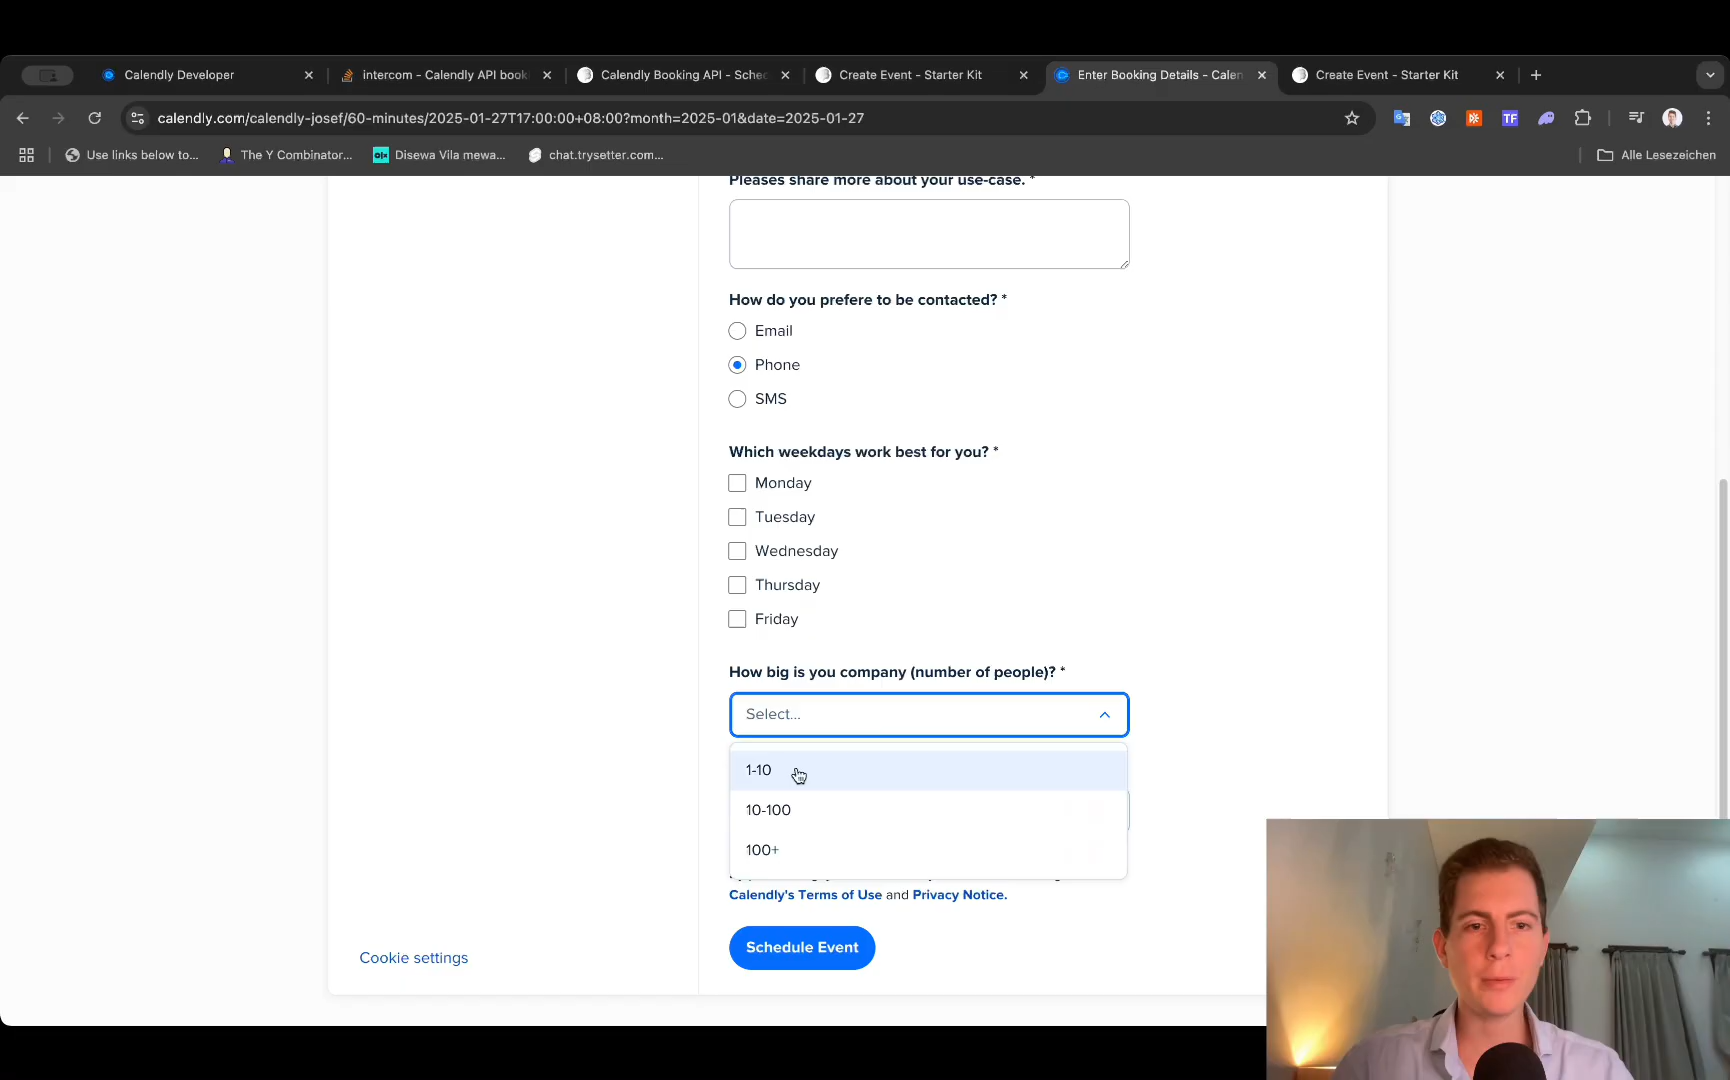 Calendly Developer
intercom - Calendly API booki
Calendly Booking API - Sched
Create Event - Starter Kit
Enter Booking Details - Calen
Create Event - Starter Kit
calendly.com/calendly-josef/60-minutes/2025-01-27T17:00:00+08:00?month=2025-01&date=2025-01-27
TF
Use links below to...
The Y Combinator...
olx
Disewa Vila mewa...
chat.trysetter.com...
Alle Lesezeichen
Pleases share more about your use-case. *
How do you prefere to be contacted? *
Email
Phone
SMS
Which weekdays work best for you? *
Monday
Tuesday
Wednesday
Thursday
Friday
How big is you company (number of people)? *
Select...
1-10
10-100
100+
Calendly's Terms of Use and Privacy Notice.
Schedule Event
Cookie settings